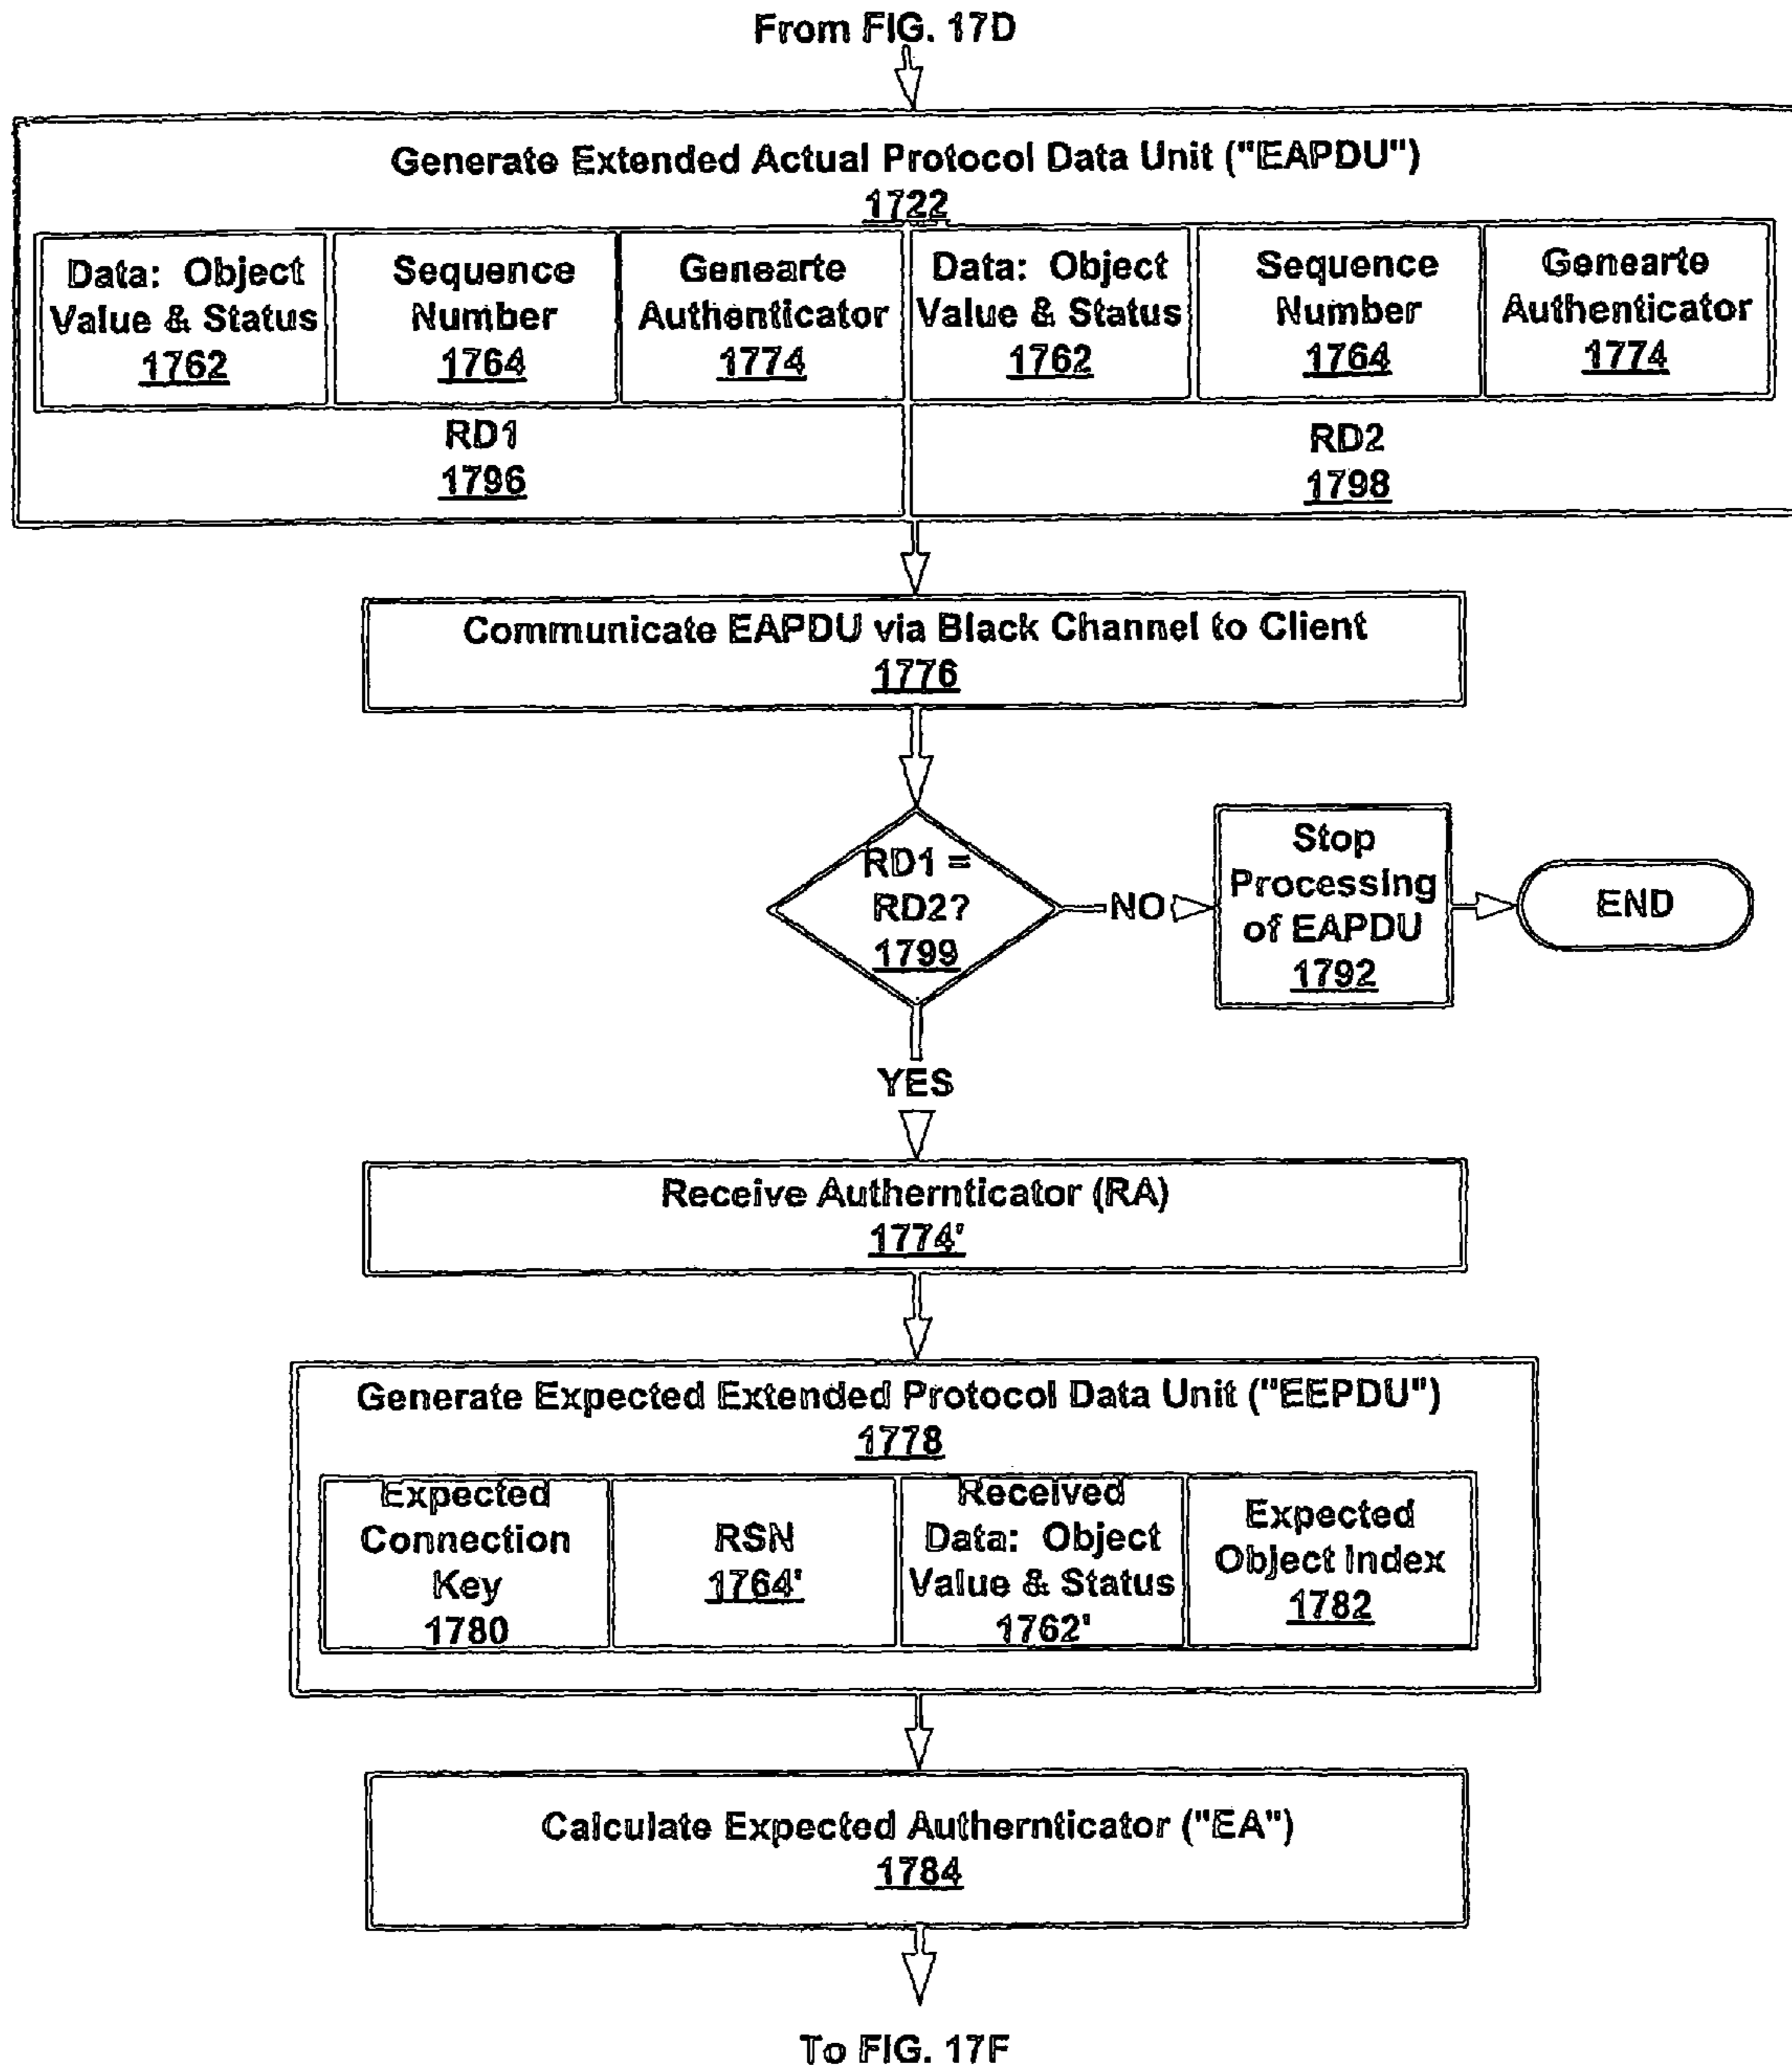 From FIG. 17D
Generate Extended Actual Protocol Data Unit ("EAPDU")
1722
Data: Object
Value & Status
1762
Sequence
Number
1764
Genearte
Authenticator
1774
Data: Object
Value & Status
1762
Sequence
Number
1764
Genearte
Authenticator
1774
RD1
1796
RD2
1798
Communicate EAPDU via Black Channel to Client
1776
RD1 =
RD2?
1799
NO
Stop
Processing
of EAPDU
1792
END
YES
Receive Authernticator (RA)
1774'
Generate Expected Extended Protocol Data Unit ("EEPDU")
1778
Expected
Connection
Key
1780
RSN
1764'
Received
Data: Object
Value & Status
1762'
Expected
Object Index
1782
Calculate Expected Authernticator ("EA")
1784
To FIG. 17F